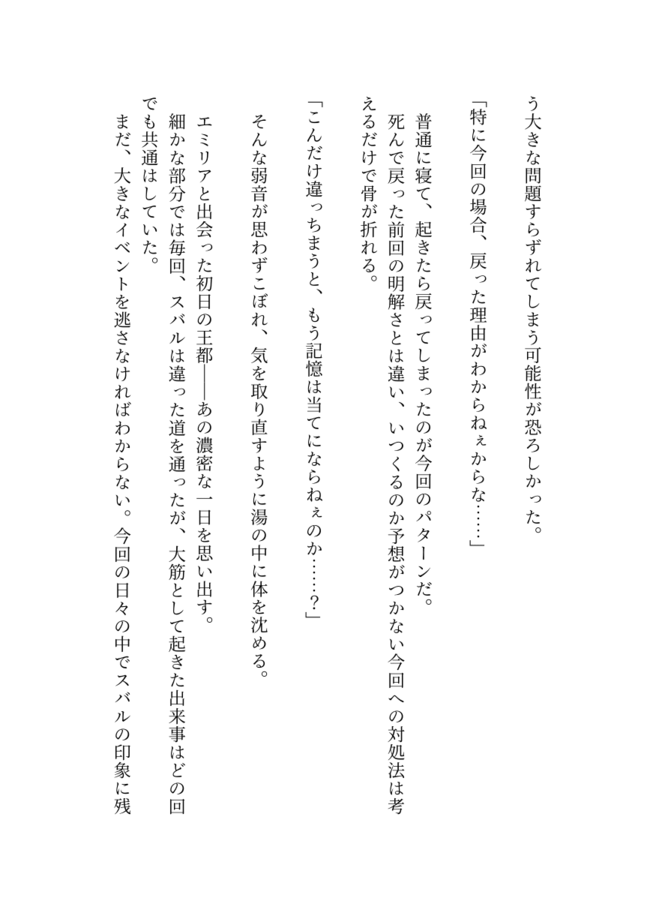 う大きな問題すらずれてしまう可能性が恐ろしかった。
「特に今回の場合、戻った理由がわからねぇからな……」
普通に寝て、起きたら戻ってしまったのが今回のパターンだ。
死んで戻った前回の明解さとは違い、いつくるのか予想がつかない今回への対処法は考
えるだけで骨が折れる。
「こんだけ違っちまうと、もう記憶は当てにならねぇのか……？」
そんな弱音が思わずこぼれ、気を取り直すように湯の中に体を沈める。
エミリアと出会った初日の王都――あの濃密な一日を思い出す。
細かな部分では毎回、スバルは違った道を通ったが、大筋として起きた出来事はどの回
でも共通はしていた。
まだ、大きなイベントを逃さなければわからない。今回の日々の中でスバルの印象に残